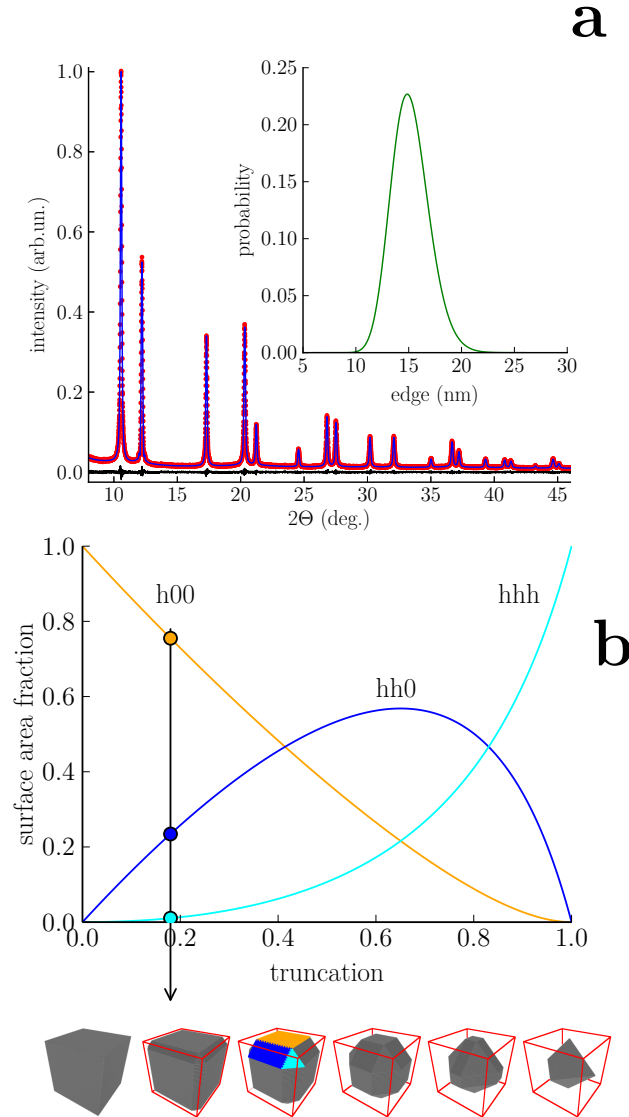 a
intensity (arb.un.)
1.0
0.8
0.6
0.4
0.2
0.0
10 15 20 25 30 35 40 45
2Θ (deg.)
probability
0.25
0.20
0.15
0.10
0.05
0.00
5 10 15 20 25 30
edge (nm)
b
surface area fraction
1.0
0.8
0.6
0.4
0.2
0.0
h00
hh0
hhh
0.0 0.2 0.4 0.6 0.8 1.0
truncation